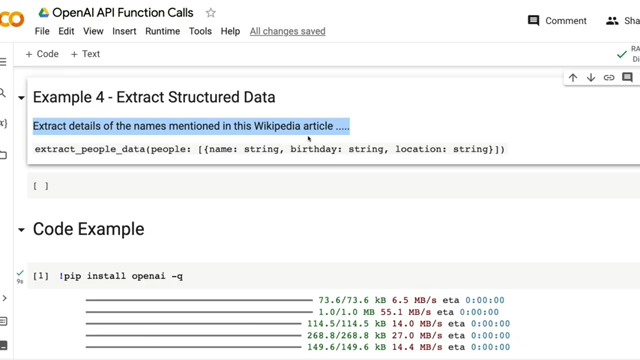 OpenAI API Function Calls
File Edit View Insert Runtime Tools Help All changes saved
Comment
+ Code + Text
Example 4 - Extract Structured Data
Extract details of the names mentioned in this Wikipedia article .....
extract_people_data(people: [{name: string, birthday: string, location: string}])
[ ]
Code Example
[1] !pip install openai -q
9s
73.6/73.6 kB 6.5 MB/s eta 0:00:00
1.0/1.0 MB 55.1 MB/s eta 0:00:00
114.5/114.5 kB 14.0 MB/s eta 0:00:00
268.8/268.8 kB 27.0 MB/s eta 0:00:00
149.6/149.6 kB 14.4 MB/s eta 0:00:00